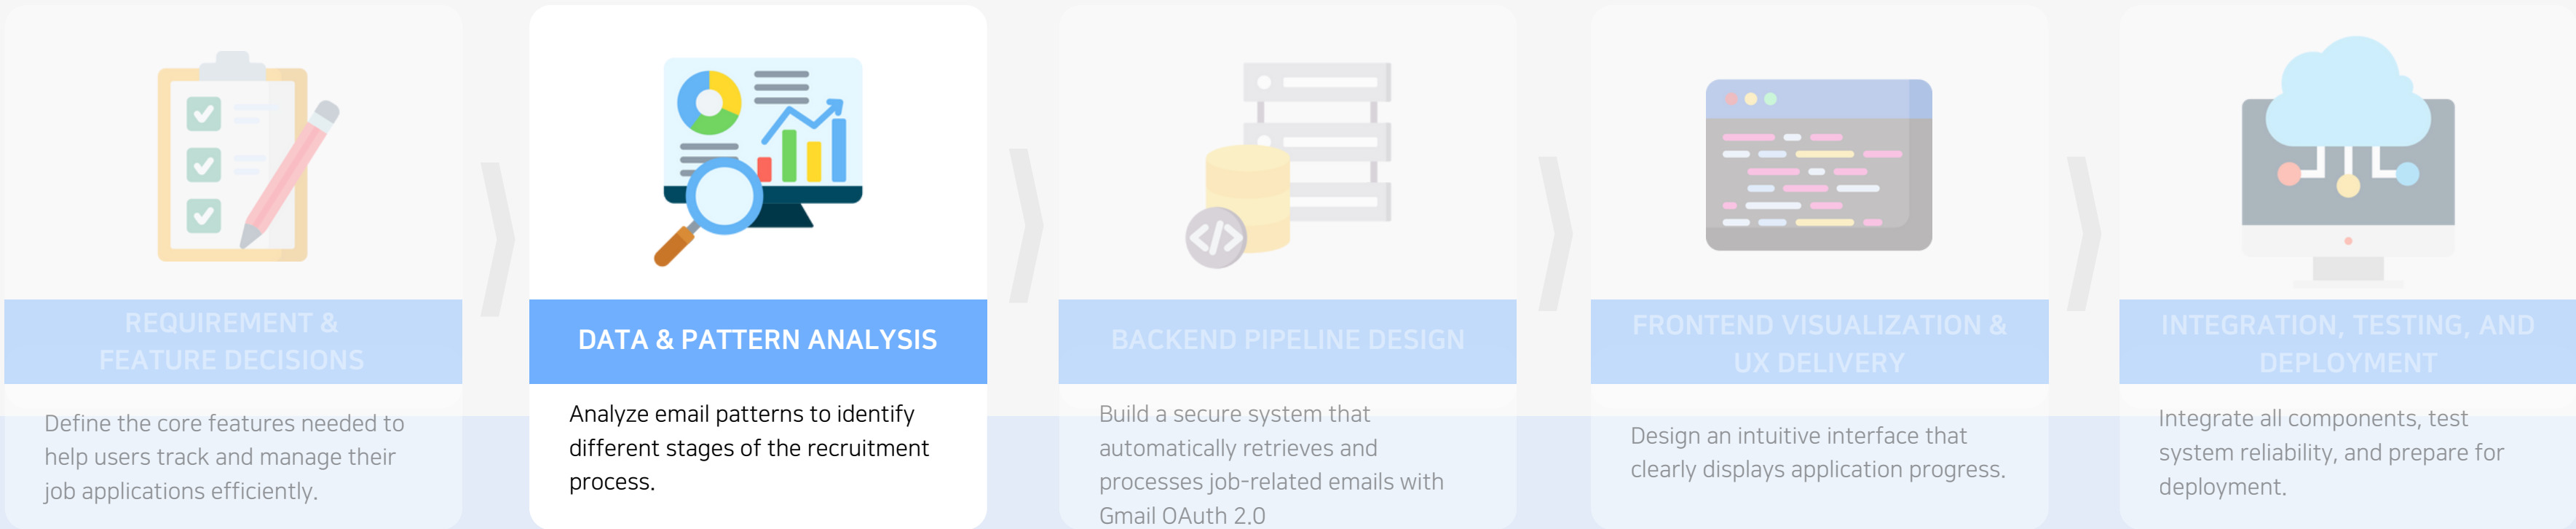 REQUIREMENT &
FEATURE DECISIONS
Define the core features needed to
help users track and manage their
job applications efficiently.
DATA & PATTERN ANALYSIS
Analyze email patterns to identify
different stages of the recruitment
process.
BACKEND PIPELINE DESIGN
Build a secure system that
automatically retrieves and
processes job-related emails with
Gmail OAuth 2.0
FRONTEND VISUALIZATION &
UX DELIVERY
Design an intuitive interface that
clearly displays application progress.
INTEGRATION, TESTING, AND
DEPLOYMENT
Integrate all components, test
system reliability, and prepare for
deployment.